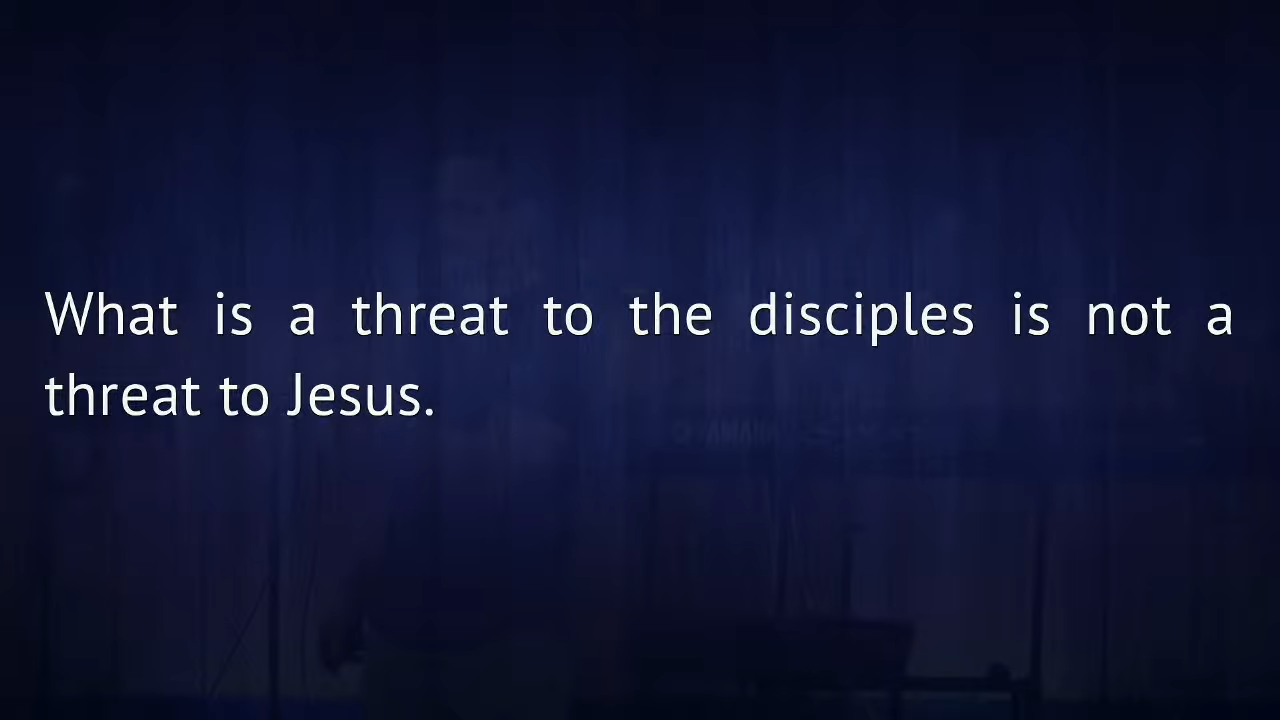 What is a threat to the disciples is not a
threat to Jesus.